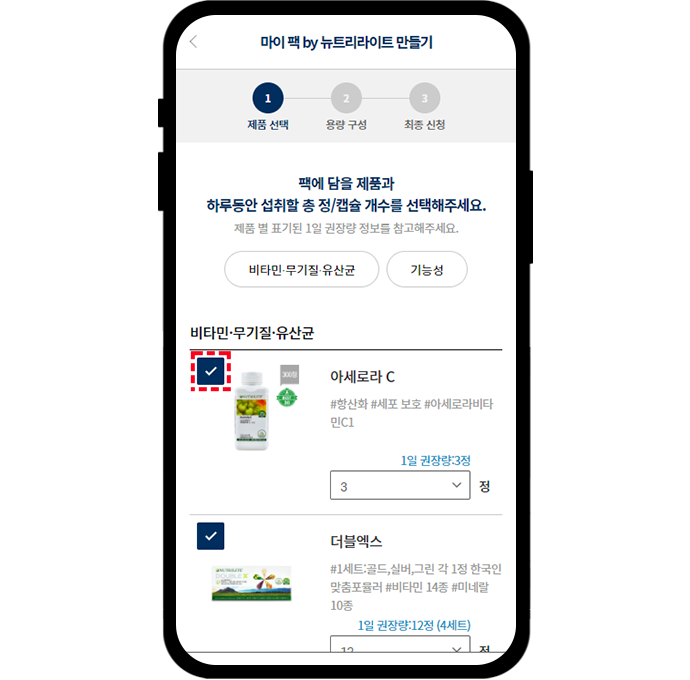 마이 팩 by 뉴트리라이트 만들기
1
2
3
제품 선택
용량 구성
최종 신청
팩에 담을 제품과
하루동안 섭취할 총 정/캡슐 개수를 선택해주세요.
제품 별 표기된 1일 권장량 정보를 참고해주세요.
비타민·무기질·유산균
기능성
비타민·무기질·유산균
NUTRILITE
아세로라 C
#항산화 #세포 보호 #아세로라비타
민C1
1일 권장량:3정
3
정
더블엑스
NUTRILITE
DOUBLE X
#1세트:골드,실버,그린 각 1정 한국인
맞춤포뮬러 #비타민 14종 #미네랄
10종
1일 권장량:12정 (4세트)
12
정